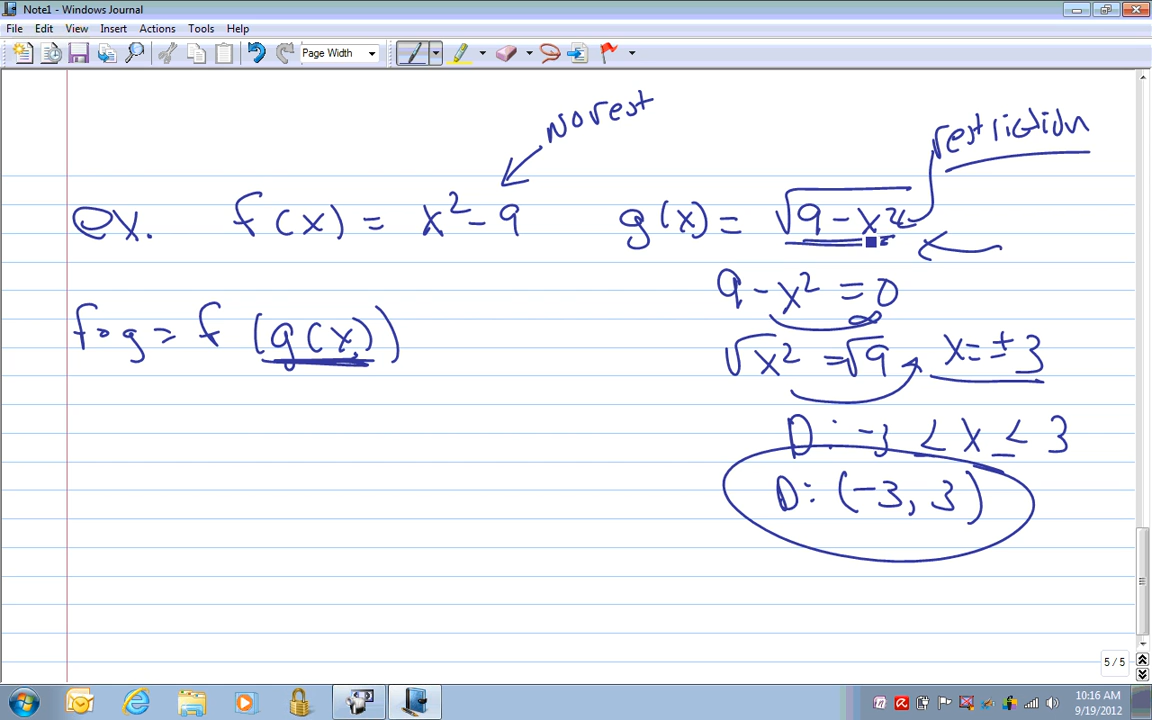 Note1 - Windows Journal
File Edit View Insert Actions Tools Help
Page Width
No rest
restriction
ex. f(x) = x² - 9 g(x) = √9 - x²
9 - x² = 0
f∘g = f (g(x))
√x² = √9 x = ± 3
D: -3 ≤ x ≤ 3
D: (-3, 3)
5 / 5
10:16 AM
9/19/2012